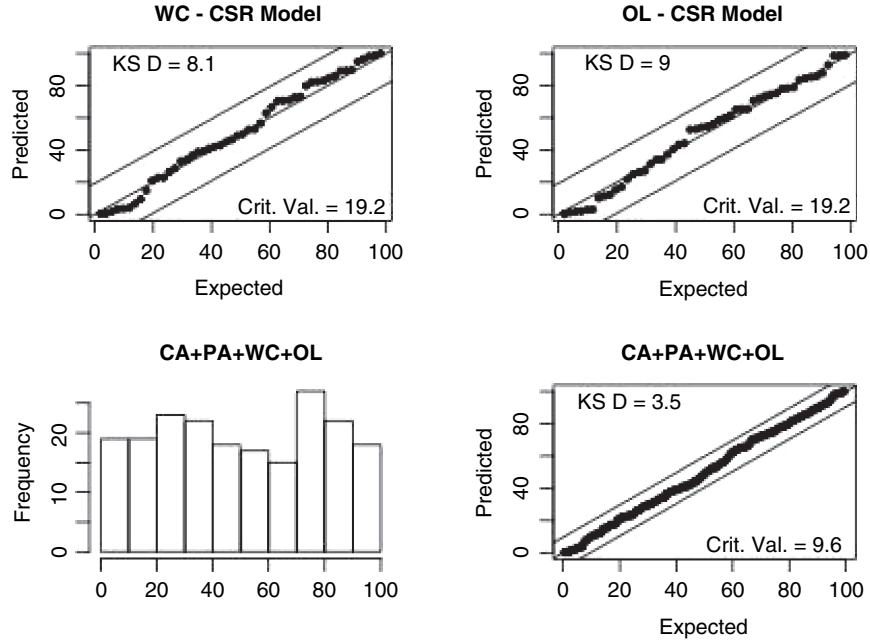 WC - CSR Model
KS D = 8.1
Predicted
80
40
0
Crit. Val. = 19.2
0 20 40 60 80 100
Expected
OL - CSR Model
KS D = 9
Predicted
80
40
0
Crit. Val. = 19.2
0 20 40 60 80 100
Expected
CA+PA+WC+OL
Frequency
20
10
0
0 20 40 60 80 100
CA+PA+WC+OL
KS D = 3.5
Predicted
80
40
0
Crit. Val. = 9.6
0 20 40 60 80 100
Expected